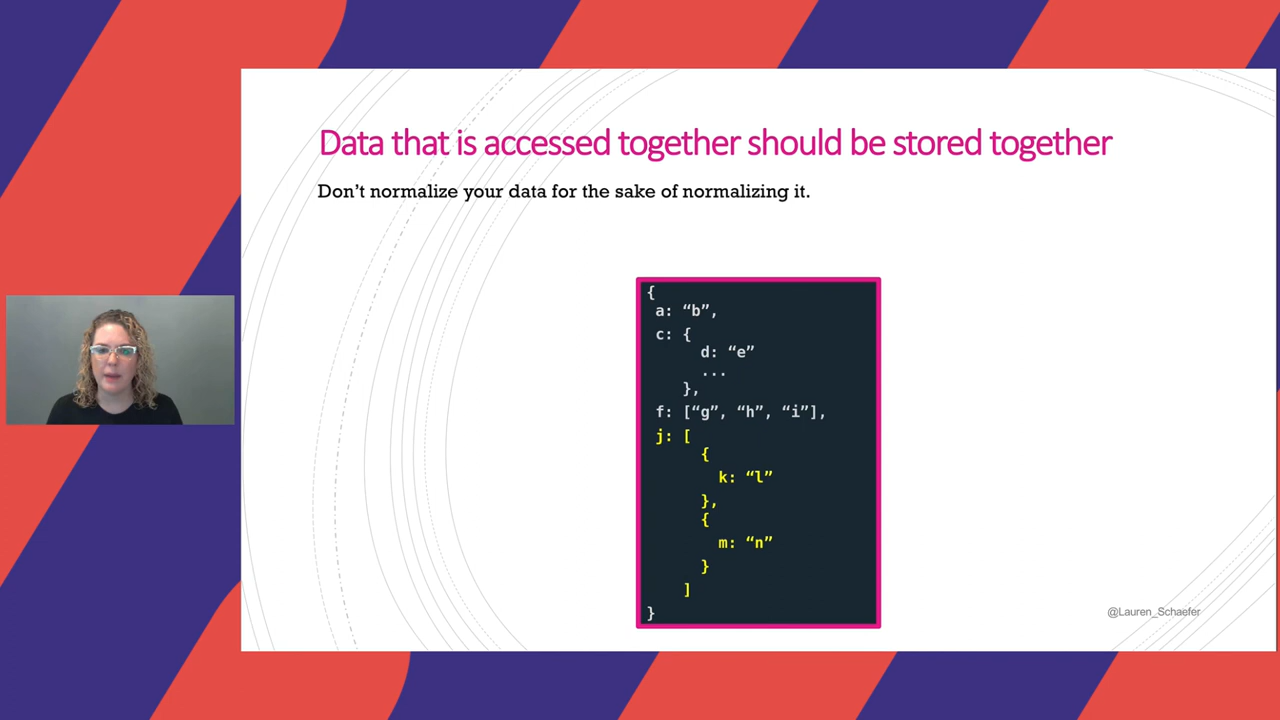 Data that is accessed together should be stored together
Don’t normalize your data for the sake of normalizing it.
{
a: “b”,
c: {
d: “e”
...
},
f: [“g”, “h”, “i”],
j: [
{
k: “l”
},
{
m: “n”
}
]
}
@Lauren_Schaefer